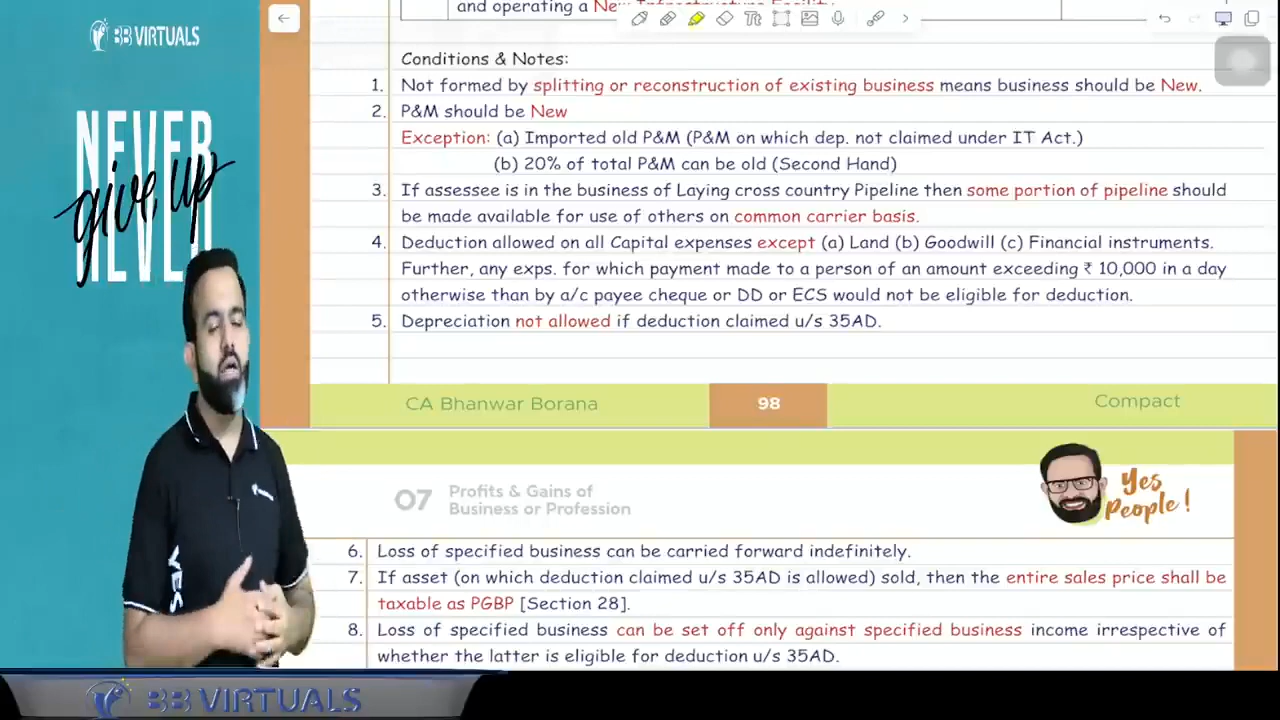 BB VIRTUALS
NEVER
give up
NEVER
and operating a New Infrastructure Facility.
Conditions & Notes:
1. Not formed by splitting or reconstruction of existing business means business should be New.
2. P&M should be New
Exception: (a) Imported old P&M (P&M on which dep. not claimed under IT Act.)
(b) 20% of total P&M can be old (Second Hand)
3. If assessee is in the business of Laying cross country Pipeline then some portion of pipeline should
be made available for use of others on common carrier basis.
4. Deduction allowed on all Capital expenses except (a) Land (b) Goodwill (c) Financial instruments.
Further, any exps. for which payment made to a person of an amount exceeding ₹ 10,000 in a day
otherwise than by a/c payee cheque or DD or ECS would not be eligible for deduction.
5. Depreciation not allowed if deduction claimed u/s 35AD.
CA Bhanwar Borana
98
Compact
07
Profits & Gains of
Business or Profession
Yes
People!
6. Loss of specified business can be carried forward indefinitely.
7. If asset (on which deduction claimed u/s 35AD is allowed) sold, then the entire sales price shall be
taxable as PGBP [Section 28].
8. Loss of specified business can be set off only against specified business income irrespective of
whether the latter is eligible for deduction u/s 35AD.
YES
BB VIRTUALS